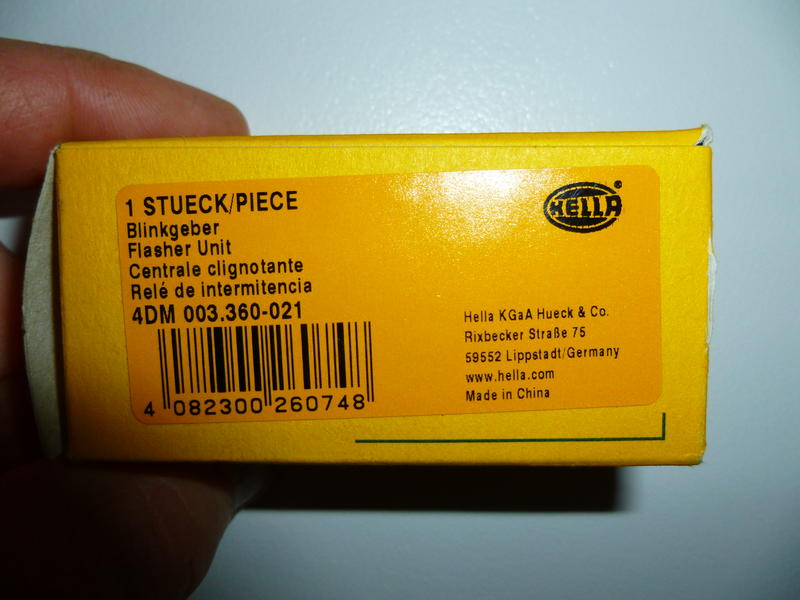 1 STUECK/PIECE
Blinkgeber
Flasher Unit
Centrale clignotante
Relé de intermitencia
4DM 003.360-021
4 082300 260748
HELLA®
Hella KGaA Hueck & Co.
Rixbecker Straße 75
59552 Lippstadt/Germany
www.hella.com
Made in China